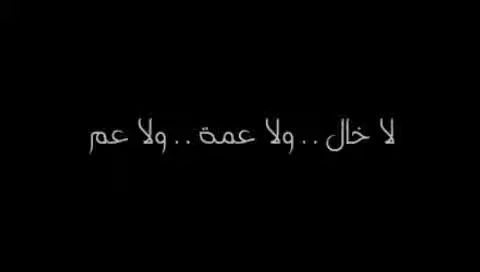 لا خال .. ولا عمة .. ولا عم